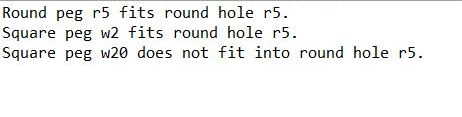 Round peg r5 fits round hole r5.
Square peg w2 fits round hole r5.
Square peg w20 does not fit into round hole r5.